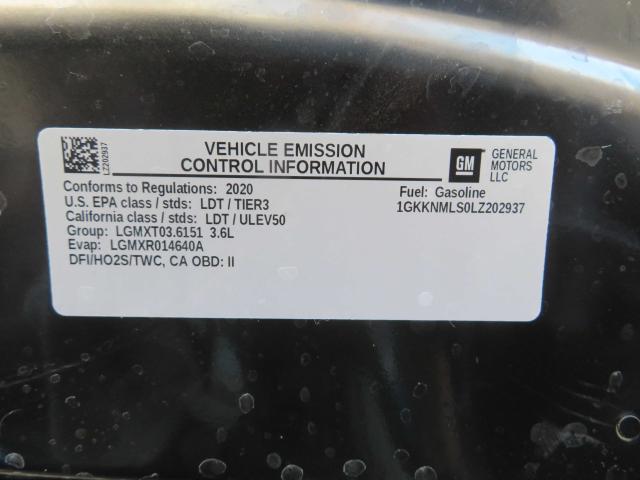 LZ202937
VEHICLE EMISSION
CONTROL INFORMATION
GM
GENERAL
MOTORS
LLC
Conforms to Regulations: 2020
U.S. EPA class / stds: LDT / TIER3
California class / stds: LDT / ULEV50
Group: LGMXT03.6151 3.6L
Evap: LGMXR014640A
DFI/HO2S/TWC, CA OBD: II
Fuel: Gasoline
1GKKNMLS0LZ202937